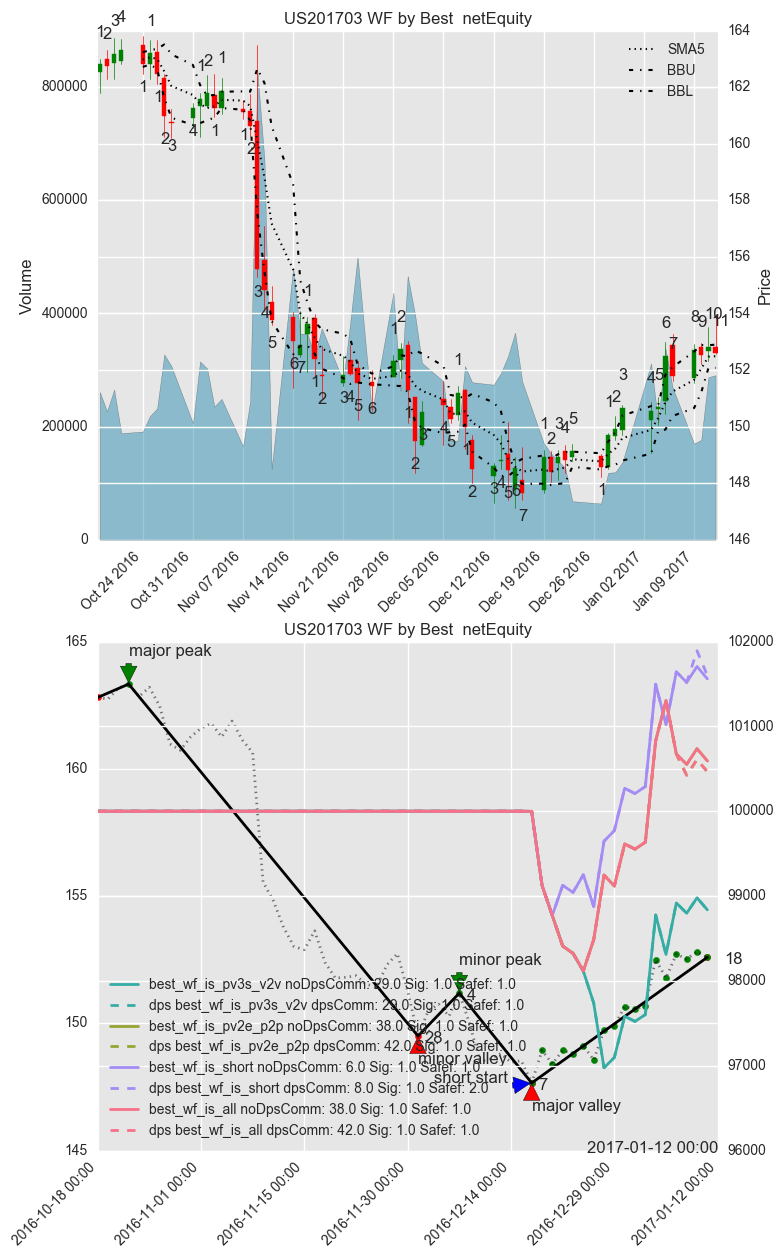 US201703 WF by Best netEquity
SMA5
BBU
BBL
Volume
Price
800000
600000
400000
200000
0
164
162
160
158
156
154
152
150
148
146
Oct 24 2016
Oct 31 2016
Nov 07 2016
Nov 14 2016
Nov 21 2016
Nov 28 2016
Dec 05 2016
Dec 12 2016
Dec 19 2016
Dec 26 2016
Jan 02 2017
Jan 09 2017
US201703 WF by Best netEquity
165
160
155
150
145
102000
101000
100000
99000
98000
97000
96000
major peak
minor peak
4
28
minor valley
short start
7
major valley
18
best_wf_is_pv3s_v2v noDpsComm: 29.0 Sig: 1.0 Safef: 1.0
dps best_wf_is_pv3s_v2v dpsComm: 29.0 Sig: 1.0 Safef: 1.0
best_wf_is_pv2e_p2p noDpsComm: 38.0 Sig: 1.0 Safef: 1.0
dps best_wf_is_pv2e_p2p dpsComm: 42.0 Sig: 1.0 Safef: 1.0
best_wf_is_short noDpsComm: 6.0 Sig: 1.0 Safef: 1.0
dps best_wf_is_short dpsComm: 8.0 Sig: 1.0 Safef: 2.0
best_wf_is_all noDpsComm: 38.0 Sig: 1.0 Safef: 1.0
dps best_wf_is_all dpsComm: 42.0 Sig: 1.0 Safef: 1.0
2017-01-12 00:00
2016-10-18 00:00
2016-11-01 00:00
2016-11-15 00:00
2016-11-30 00:00
2016-12-14 00:00
2016-12-29 00:00
2017-01-12 00:00